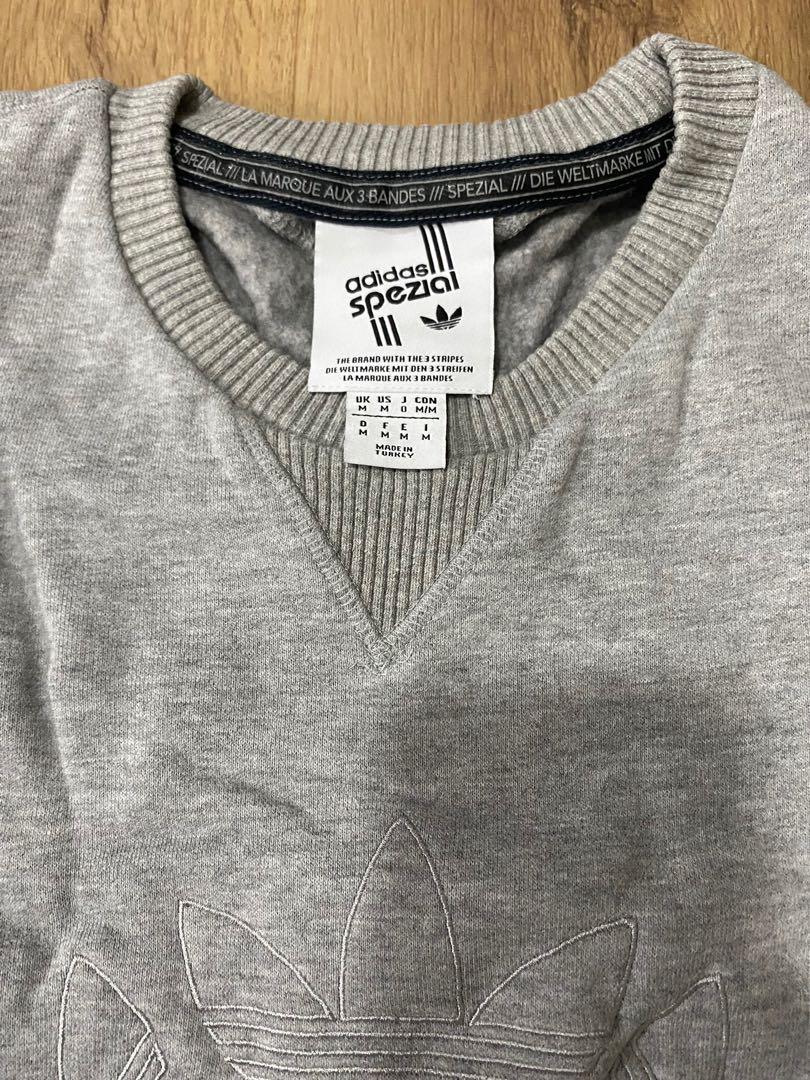 SPEZIAL /// LA MARQUE AUX 3 BANDES /// SPEZIAL /// DIE WELTMARKE MIT D
adidas
spezial
THE BRAND WITH THE 3 STRIPES
DIE WELTMARKE MIT DEN 3 STREIFEN
LA MARQUE AUX 3 BANDES
UK US J CDN
M M O M/M
D F E I
M M M M
MADE IN
TURKEY